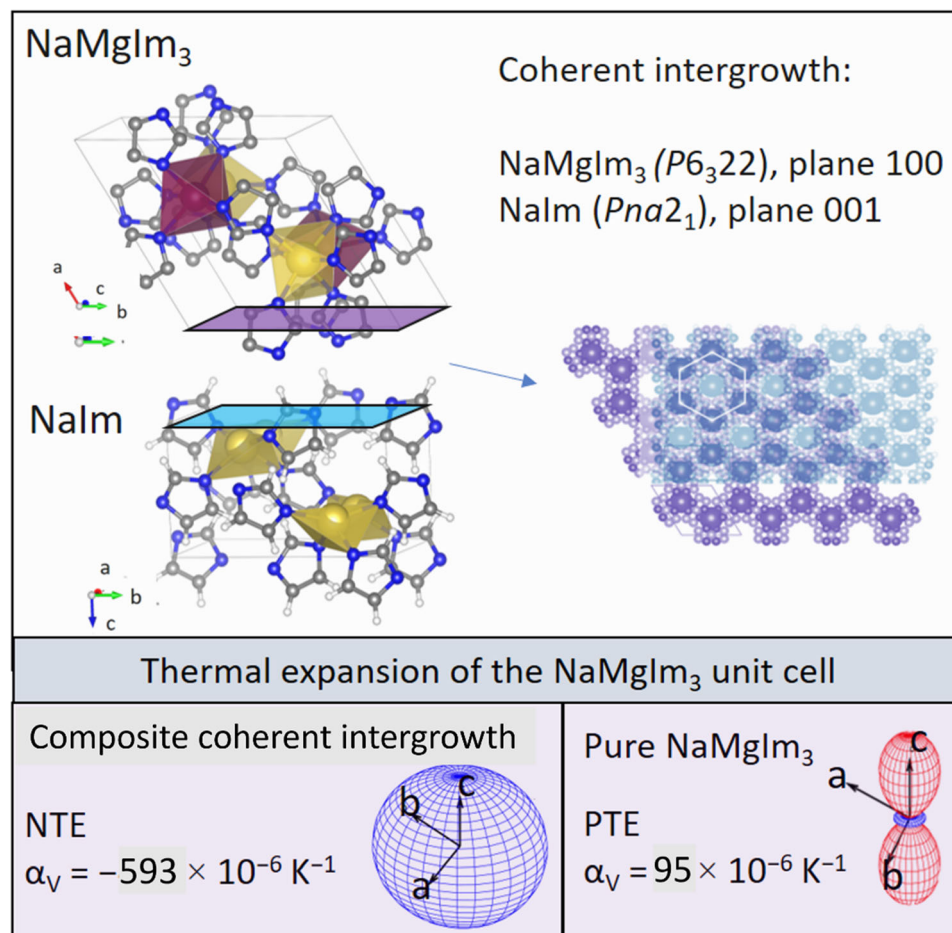 NaMgIm₃
Coherent intergrowth:
NaMgIm₃ (P6₃22), plane 100
NaIm (Pna2₁), plane 001
a
c
b
NaIm
a
b
c
Thermal expansion of the NaMgIm₃ unit cell
Composite coherent intergrowth
NTE
αᵥ = −593 × 10⁻⁶ K⁻¹
c
b
a
Pure NaMgIm₃
PTE
αᵥ = 95 × 10⁻⁶ K⁻¹
c
a
b